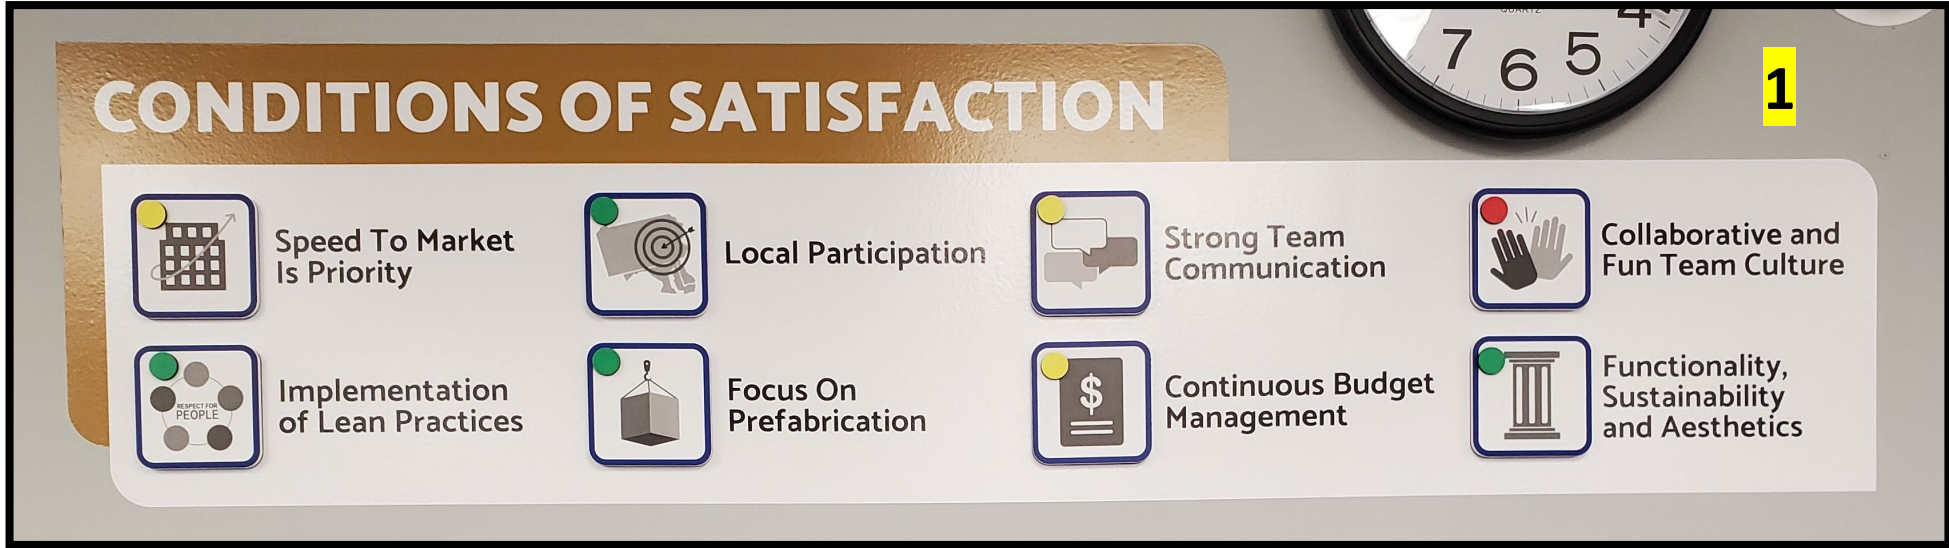 QUARTZ
4
7
6
5
1
CONDITIONS OF SATISFACTION
Speed To Market
Is Priority
Local Participation
Strong Team
Communication
Collaborative and
Fun Team Culture
RESPECT FOR
PEOPLE
Implementation
of Lean Practices
Focus On
Prefabrication
$
Continuous Budget
Management
Functionality,
Sustainability
and Aesthetics